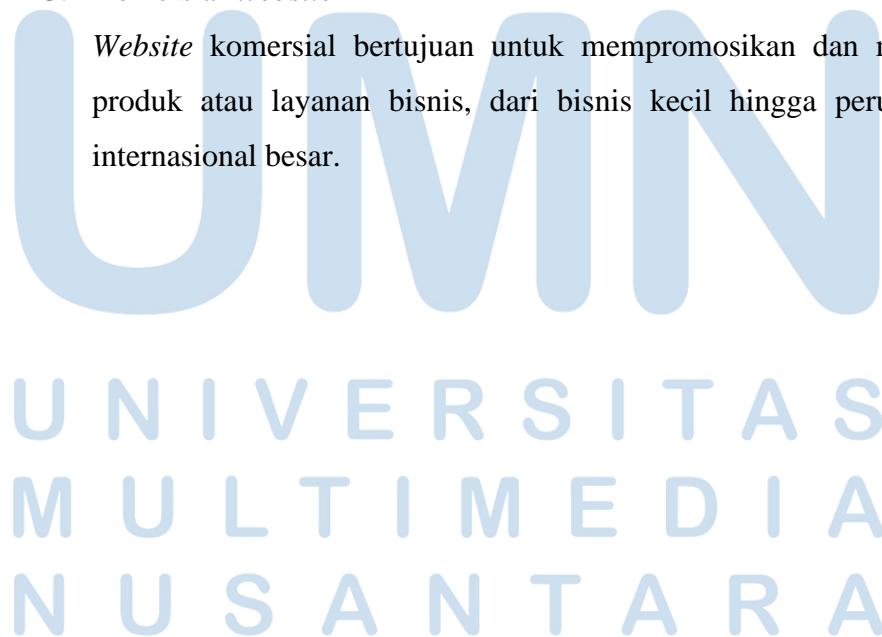 Website komersial bertujuan untuk mempromosikan dan
produk atau layanan bisnis, dari bisnis kecil hingga
internasional besar.
UMN
UNIVERSITAS
MULTIMEDIA
NUSANTARA